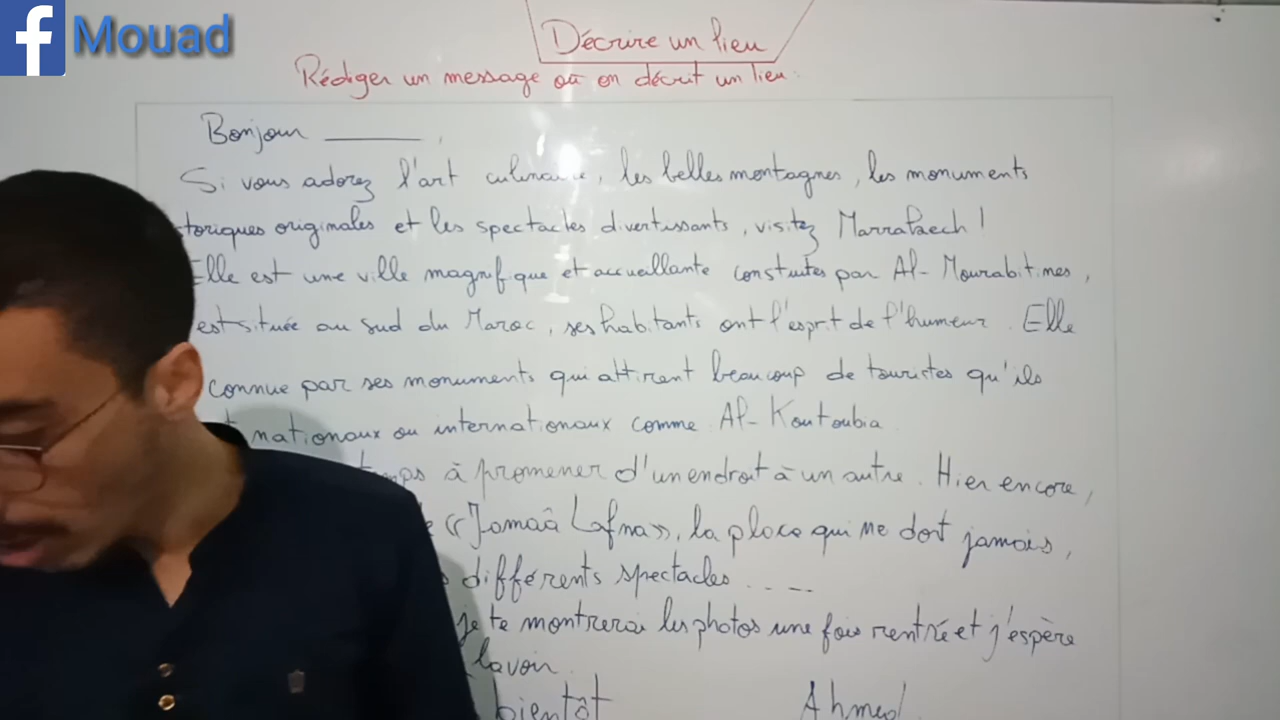 f Mouad
Décrire un lieu
Rédiger un message où on décrit un lieu :
Bonjour ,
Si vous adorez l'art culinaire, les belles montagnes, les monuments
toriques originales et les spectacles divertissants, visitez Marrakech !
Elle est une ville magnifique et accueillante construites par Al-Mourabitines,
est située au sud du Maroc, ses habitants ont l'esprit de l'humeur. Elle
connue par ses monuments qui attirent beaucoup de touristes qu'ils
t nationaux ou internationaux comme Al-Koutoubia.
temps à promener d'un endroit à un autre. Hier encore,
«Jamaâ Lafna», la place qui ne dort jamais,
différents spectacles .....
je te montrerai les photos une fois rentré et j'espère
la voir.
bientôt Ahmed